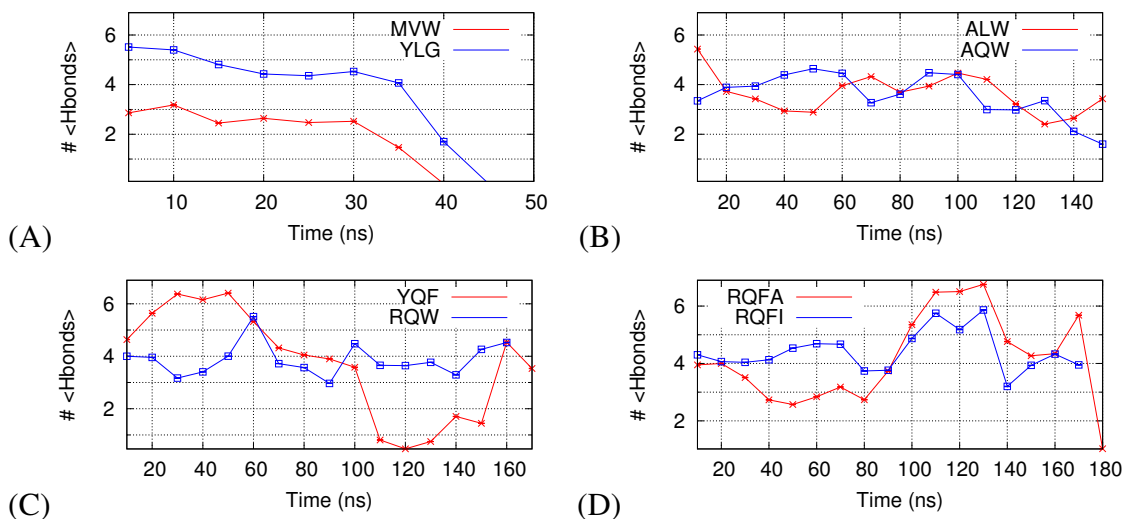 MVW
YLG
# <Hbonds>
6
4
2
10 20 30 40 50
Time (ns)
(A)
ALW
AQW
# <Hbonds>
6
4
2
20 40 60 80 100 120 140
Time (ns)
(B)
YQF
RQW
# <Hbonds>
6
4
2
20 40 60 80 100 120 140 160
Time (ns)
(C)
RQFA
RQFI
# <Hbonds>
6
4
2
20 40 60 80 100 120 140 160 180
Time (ns)
(D)